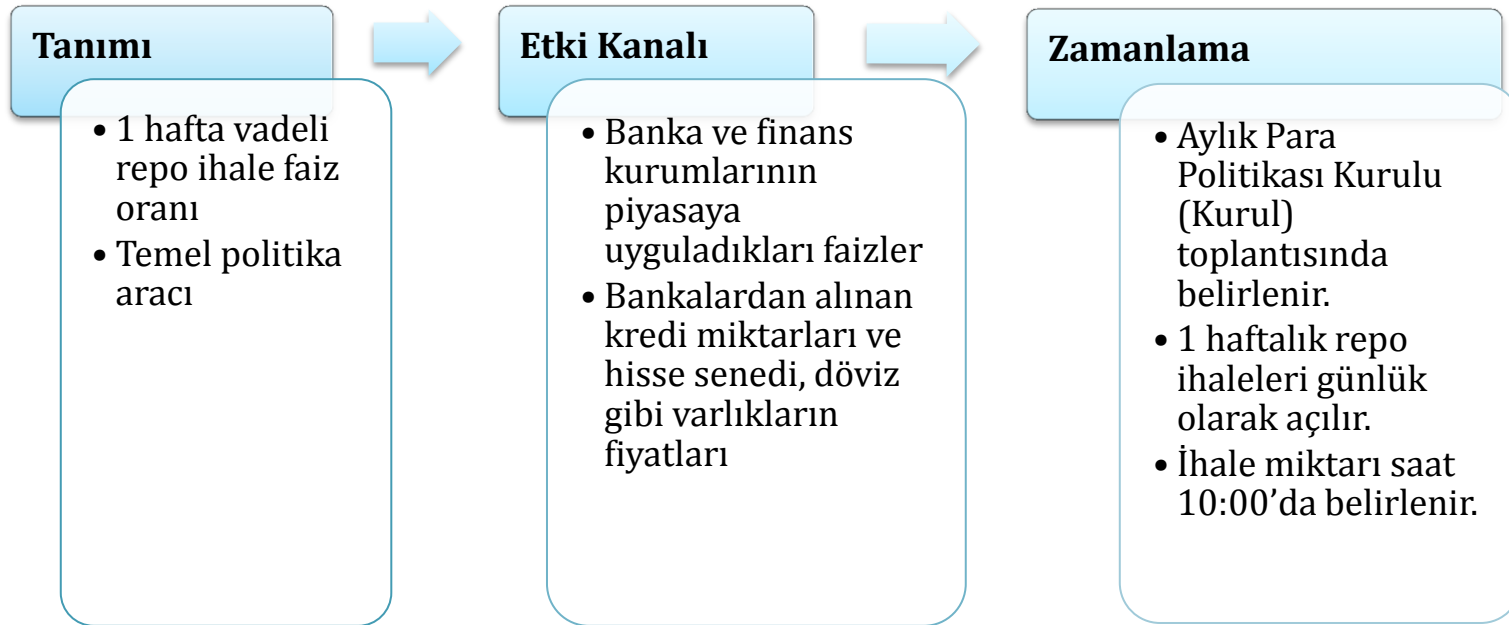 Tanımı
• 1 hafta vadeli
repo ihale faiz
oranı
• Temel politika
aracı
Etki Kanalı
• Banka ve finans
kurumlarının
piyasaya
uyguladıkları faizler
• Bankalardan alınan
kredi miktarları ve
hisse senedi, döviz
gibi varlıkların
fiyatları
Zamanlama
• Aylık Para
Politikası Kurulu
(Kurul)
toplantısında
belirlenir.
• 1 haftalık repo
ihaleleri günlük
olarak açılır.
• İhale miktarı saat
10:00’da belirlenir.